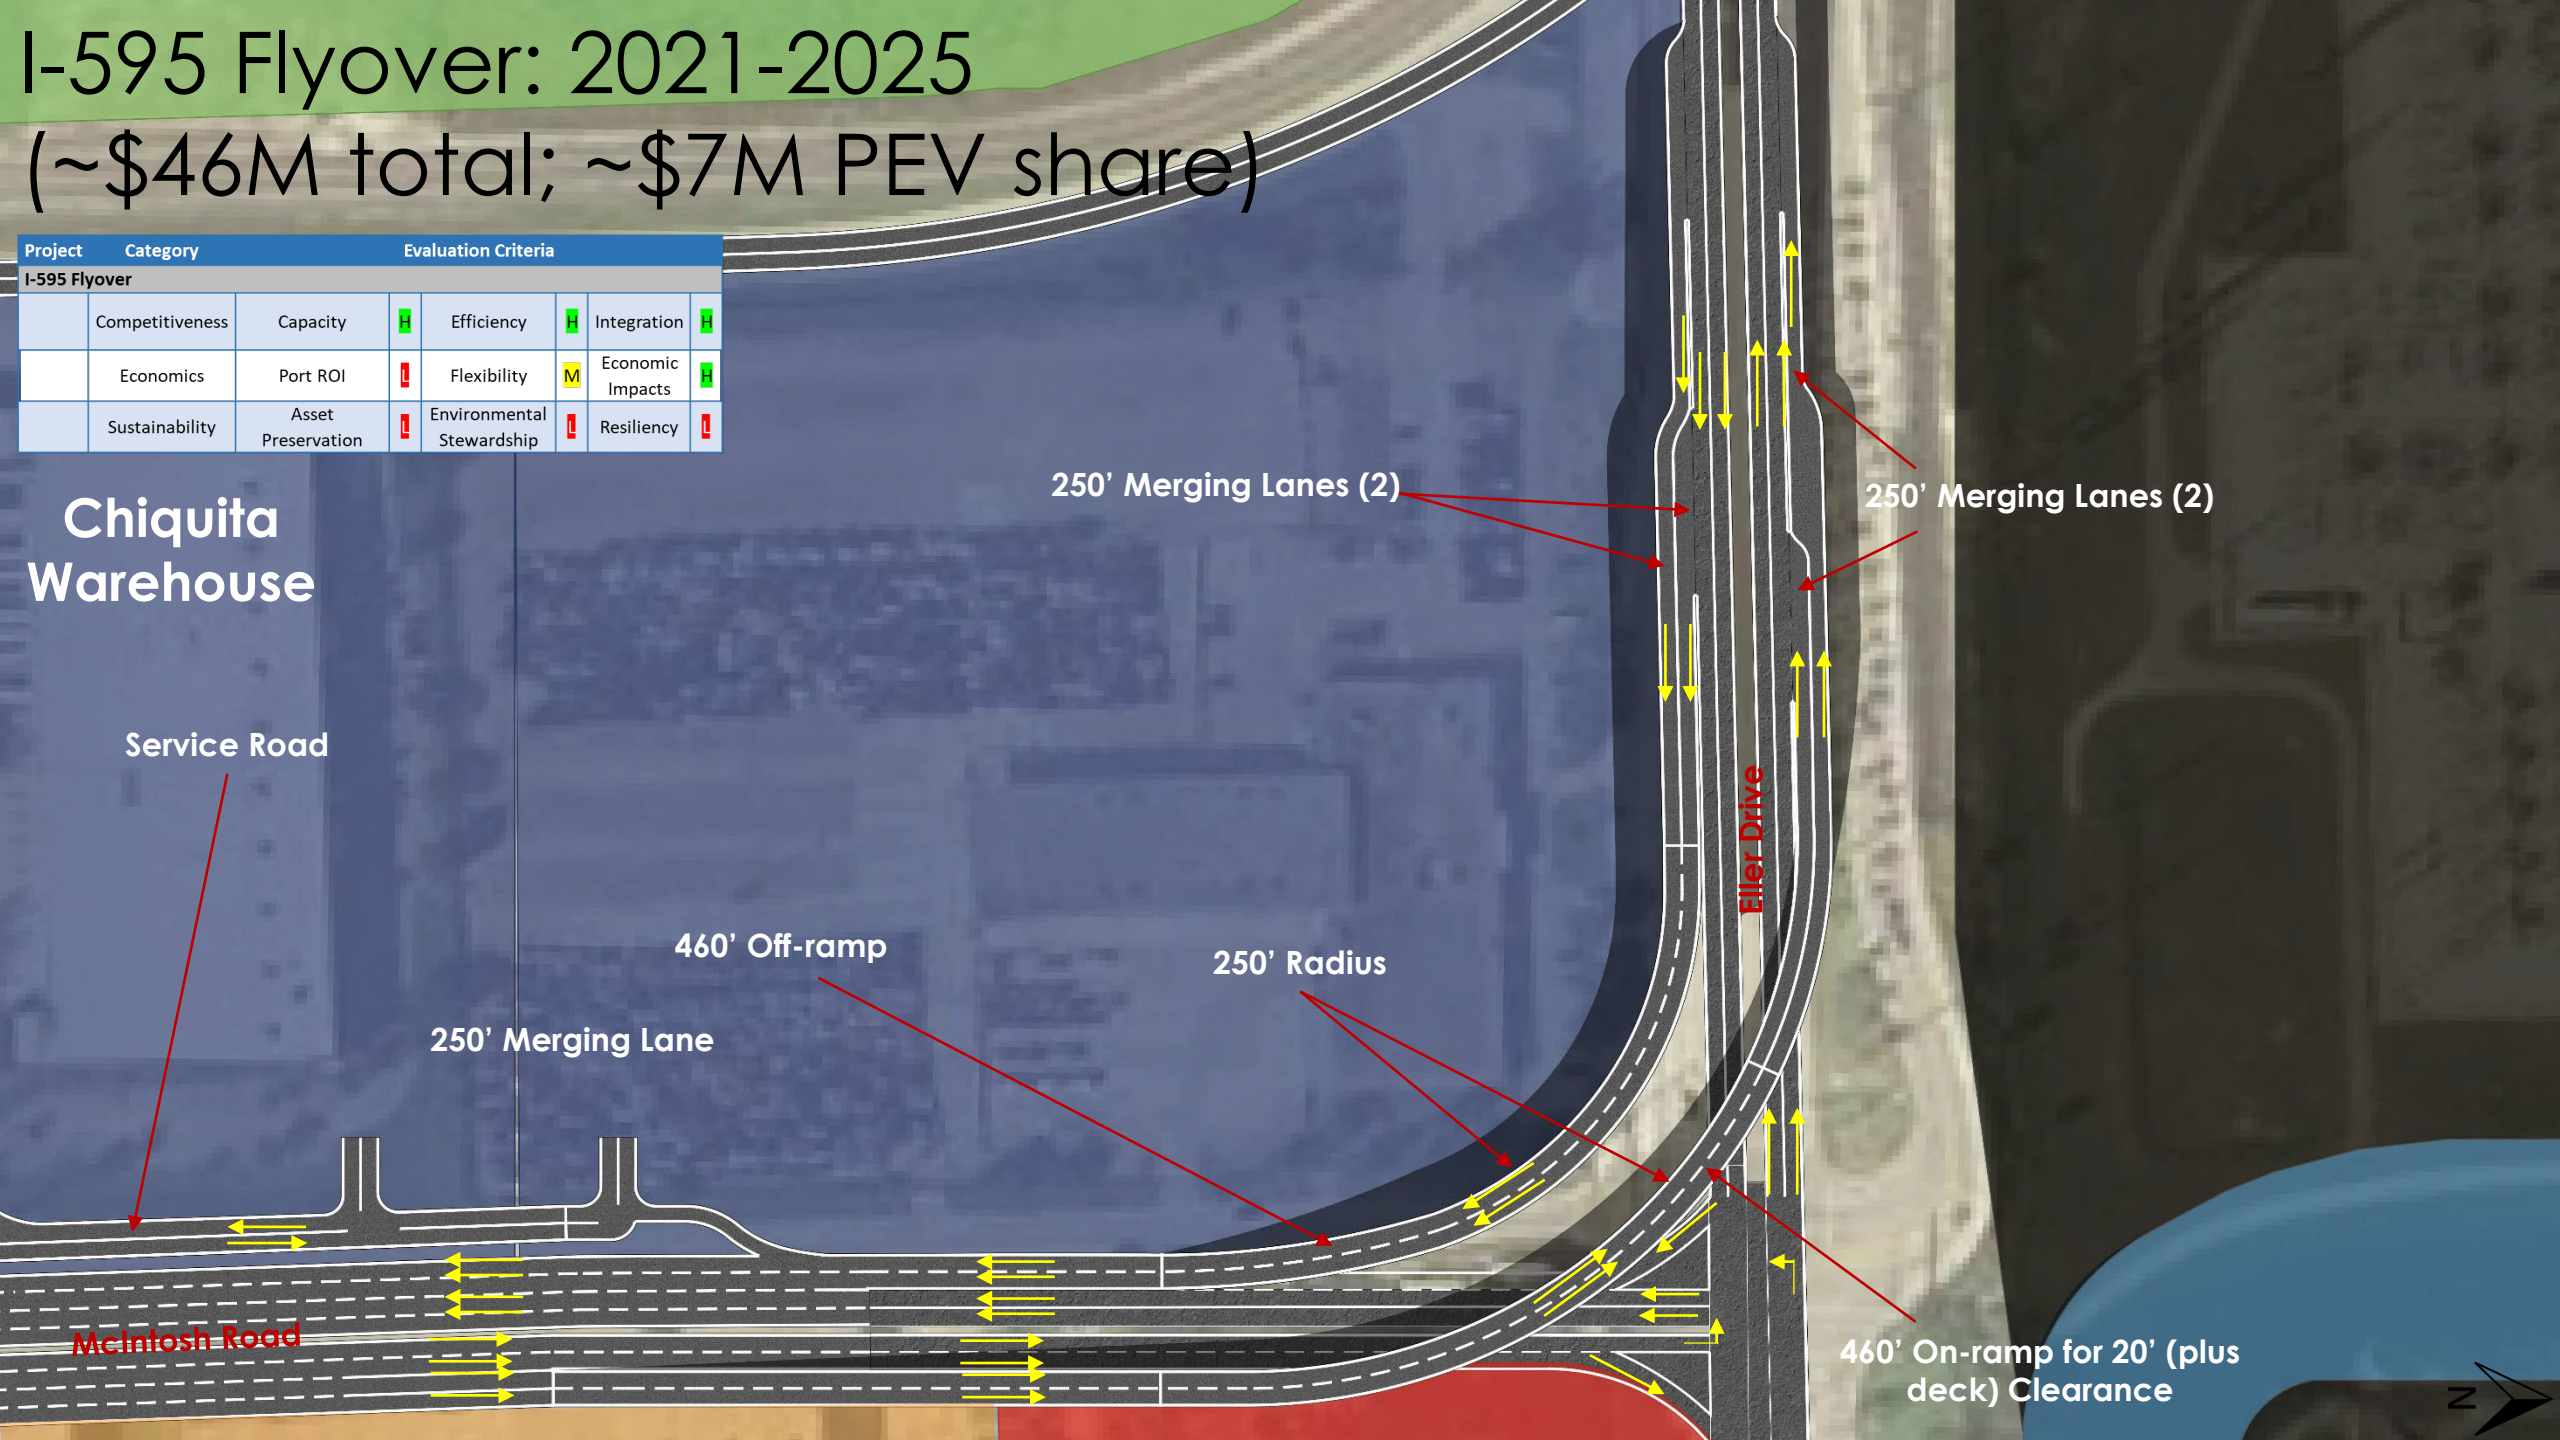 I-595 Flyover: 2021-2025
(~$46M total; ~$7M PEV share)
Project Category Evaluation Criteria
I-595 Flyover
Competitiveness Capacity H Efficiency H Integration H
Economics Port ROI L Flexibility M Economic
Impacts H
Sustainability Asset
Preservation L Environmental
Stewardship L Resiliency L
Chiquita
Warehouse
250’ Merging Lanes (2)
250’ Merging Lanes (2)
Service Road
Eller Drive
460’ Off-ramp
250’ Radius
250’ Merging Lane
McIntosh Road
460’ On-ramp for 20’ (plus
deck) Clearance
N